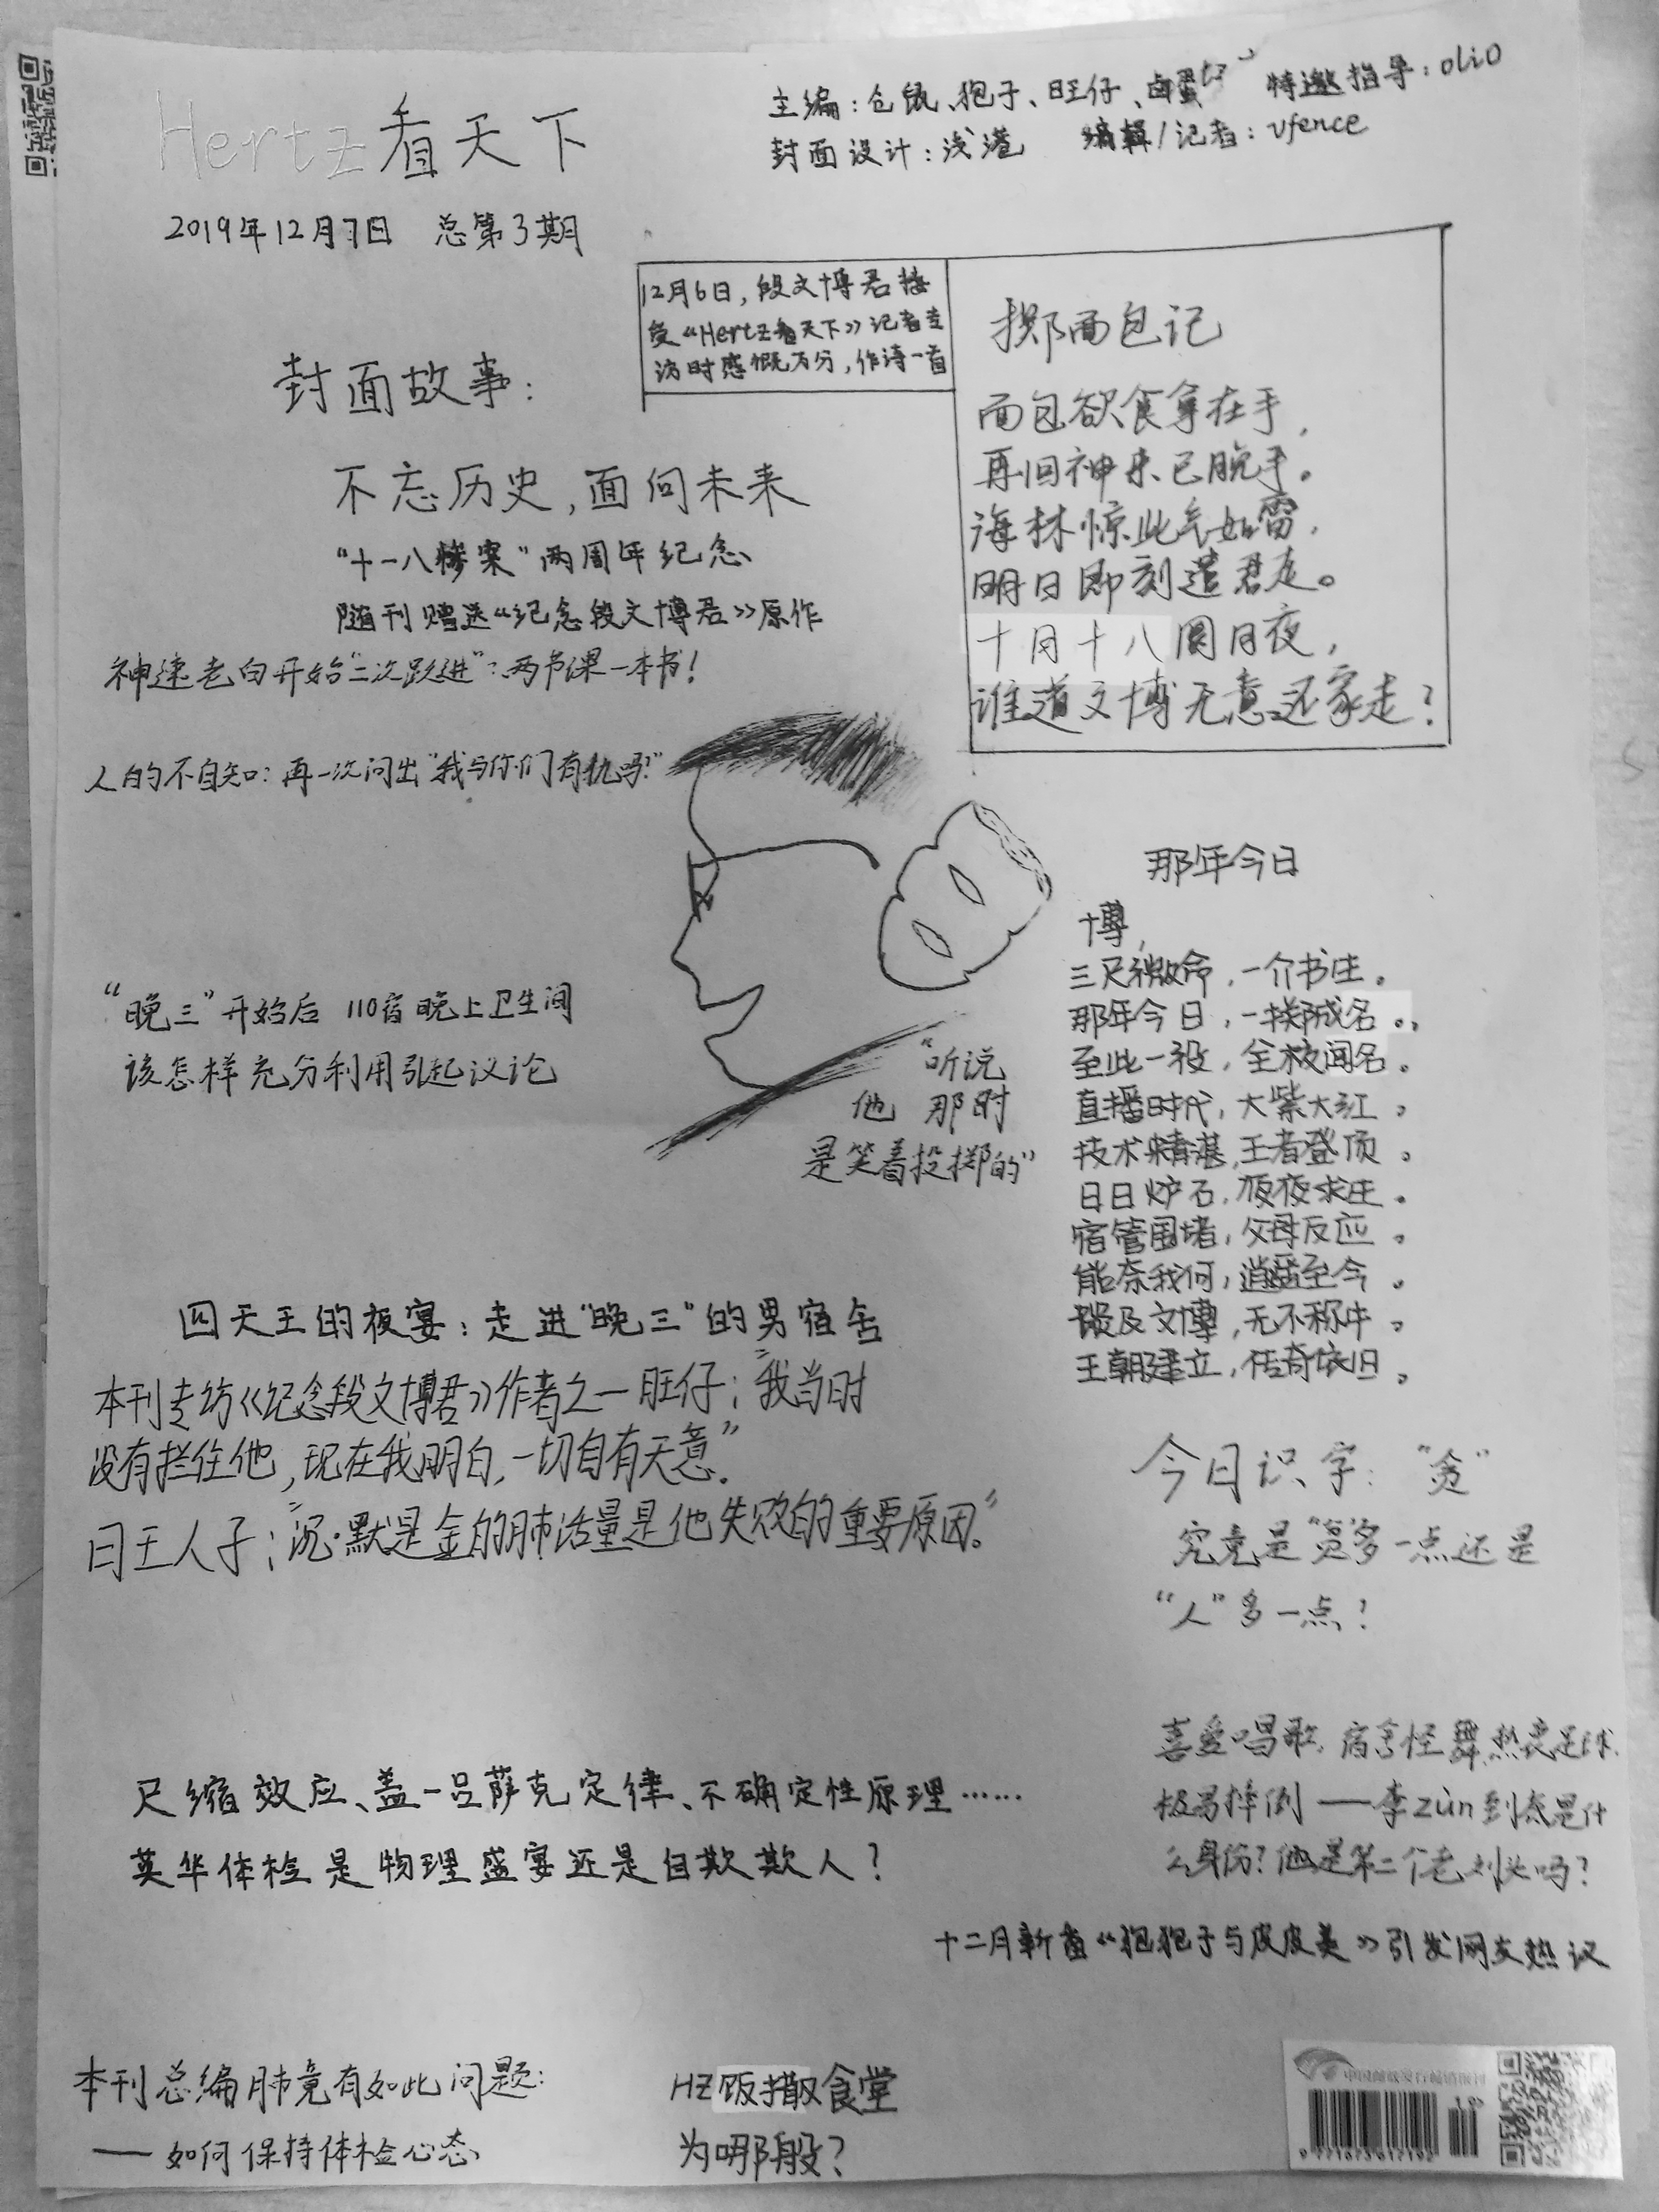 Hertz看天下
2019年12月7日 总第3期
主编:仓鼠、狍子、旺仔、卤蛋 特邀指导:oli0
封面设计:浅港 编辑/记者:vfence
12月6日,段文博君接
受《Hertz看天下》记者专
访时感慨万分,作诗一首
掷面包记
面包欲食拿在手,
再回神来已脱手。
海林惊此气如雷,
明日即刻遣君走。
十月十八圆月夜,
谁道文博无意还家走?
封面故事:
不忘历史,面向未来
“十一八惨案”两周年纪念
随刊赠送《纪念段文博君》原作
神速老白开始“二次跃进”:两节课一本书!
人的不自知:再一次问出“我与你们有仇吗?”
“晚三”开始后 110宿晚上卫生间
该怎样充分利用引起议论
“听说
他 那时
是笑着投掷的”
那年今日
博,
三尺微命,一介书生。
那年今日,一掷成名。
至此一役,全校闻名。
直播时代,大紫大红。
技术精湛,王者登顶。
日日炉石,夜夜求生。
宿管围堵,父母反应。
能奈我何,逍遥至今。
谈及文博,无不称牛。
王朝建立,传奇依旧。
四天王的夜宴:走进“晚三”的男宿舍
本刊专访《纪念段文博君》作者之一旺仔:“我当时
没有拦住他,现在我明白,一切自有天意”。
曰王人子:“沉·默是金的肺活量是他失败的重要原因。”
今日识字:“贪”
究竟是“贪”多一点还是
“人”多一点?
尺缩效应、盖-吕萨克定律、不确定性原理……
英华体检是物理盛宴还是自欺欺人?
喜爱唱歌,宿舍怪舞,热衷足球,
极易摔倒——李zùn到底是什
么身份?他是第二个老刘头吗?
十二月新番《狍狍子与皮皮美》引发网友热议
本刊总编肺竟有如此问题:
——如何保持体检心态
HZ饭撒食堂
为哪般?
9 771673 617192